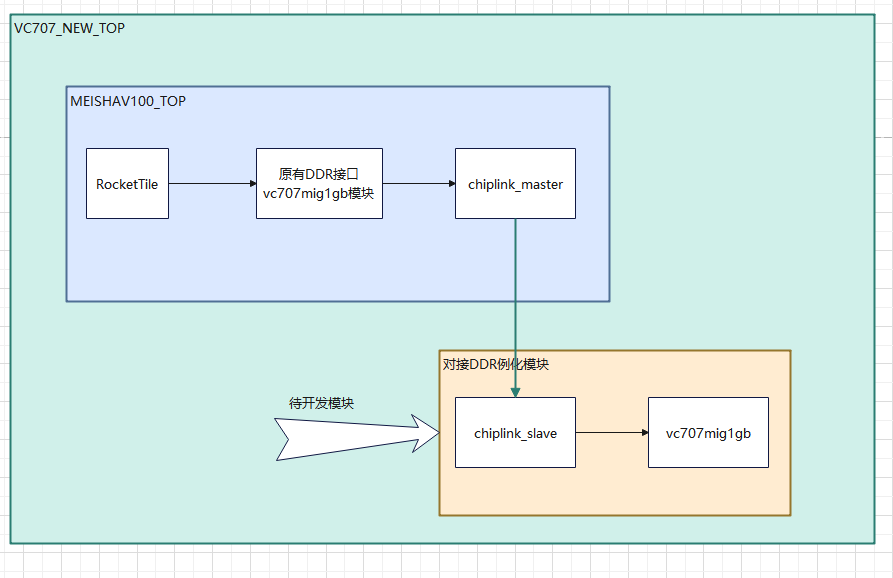 VC707_NEW_TOP
MEISHAV100_TOP
RocketTile
原有DDR接口
vc707mig1gb模块
chiplink_master
对接DDR例化模块
待开发模块
chiplink_slave
vc707mig1gb